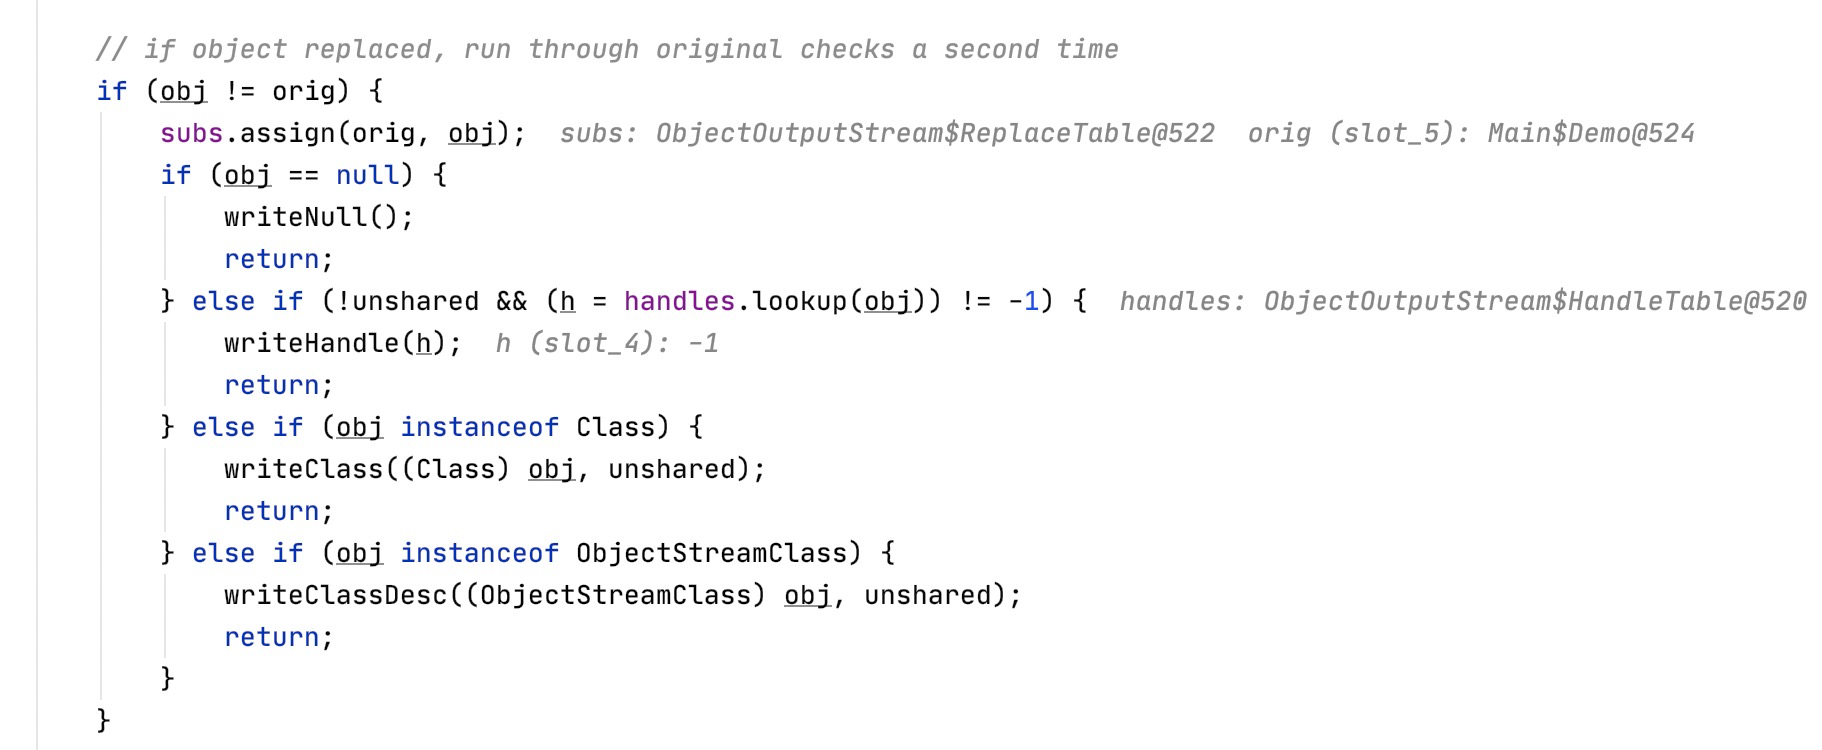 // if object replaced, run through original checks a second time
if (obj != orig) {
    subs.assign(orig, obj);  subs: ObjectOutputStream$ReplaceTable@522  orig (slot_5): Main$Demo@524
    if (obj == null) {
        writeNull();
        return;
    } else if (!unshared && (h = handles.lookup(obj)) != -1) {  handles: ObjectOutputStream$HandleTable@520
        writeHandle(h);  h (slot_4): -1
        return;
    } else if (obj instanceof Class) {
        writeClass((Class) obj, unshared);
        return;
    } else if (obj instanceof ObjectStreamClass) {
        writeClassDesc((ObjectStreamClass) obj, unshared);
        return;
    }
}